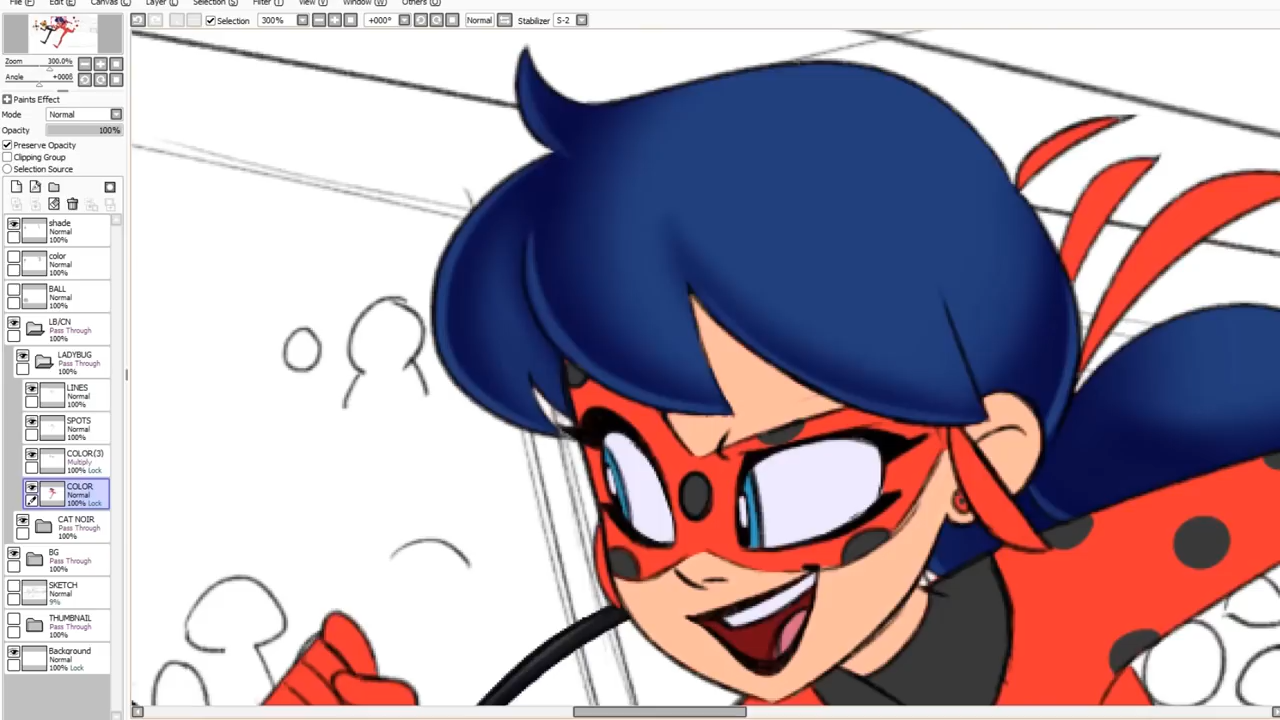 File (F) Edit (E) Canvas (C) Layer (L) Selection (S) Filter (T) View (V) Window (W) Others (O)
Selection 300% +000° Normal Stabilizer S-2
Zoom 300.0%
Angle +000ß
Paints Effect
Mode Normal
Opacity 100%
Preserve Opacity
Clipping Group
Selection Source
shade
Normal
100%
color
Normal
100%
BALL
Normal
100%
LB/CN
Pass Through
100%
LADYBUG
Pass Through
100%
LINES
Normal
100%
SPOTS
Normal
100%
COLOR(3)
Multiply
100% Lock
COLOR
Normal
100% Lock
CAT NOIR
Pass Through
100%
BG
Pass Through
100%
SKETCH
Normal
9%
THUMBNAIL
Pass Through
100%
Background
Normal
100% Lock